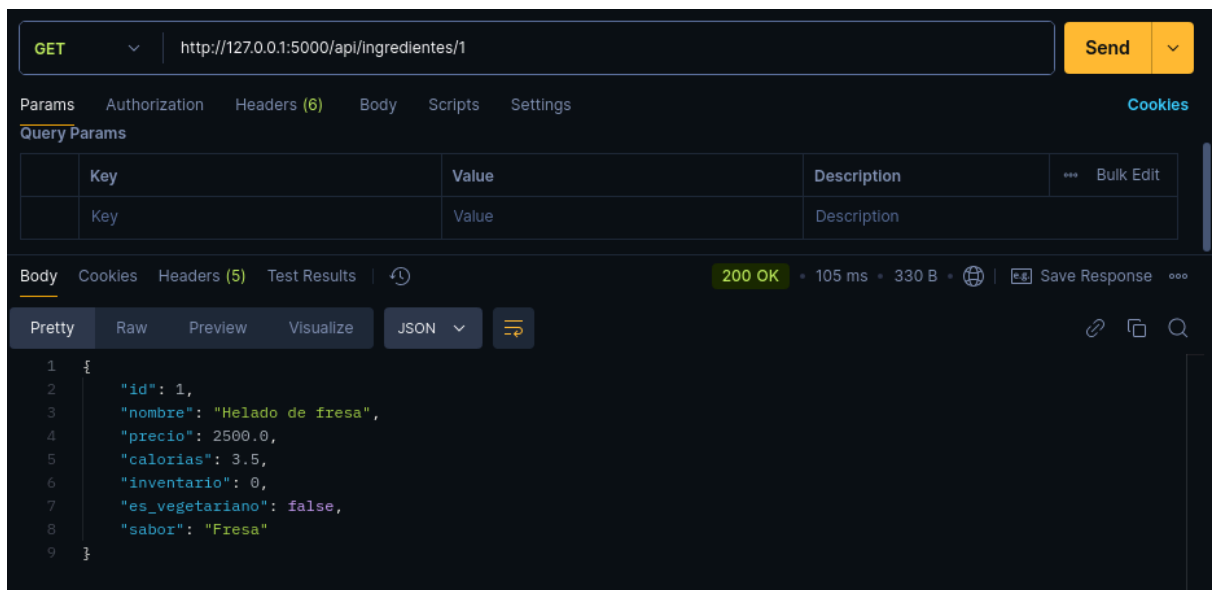 GET http://127.0.0.1:5000/api/ingredientes/1 Send
Params Authorization Headers (6) Body Scripts Settings Cookies
Query Params
Key Value Description Bulk Edit
Key Value Description
Body Cookies Headers (5) Test Results 200 OK • 105 ms • 330 B • e.g. Save Response
Pretty Raw Preview Visualize JSON
1 {
2 "id": 1,
3 "nombre": "Helado de fresa",
4 "precio": 2500.0,
5 "calorias": 3.5,
6 "inventario": 0,
7 "es_vegetariano": false,
8 "sabor": "Fresa"
9 }